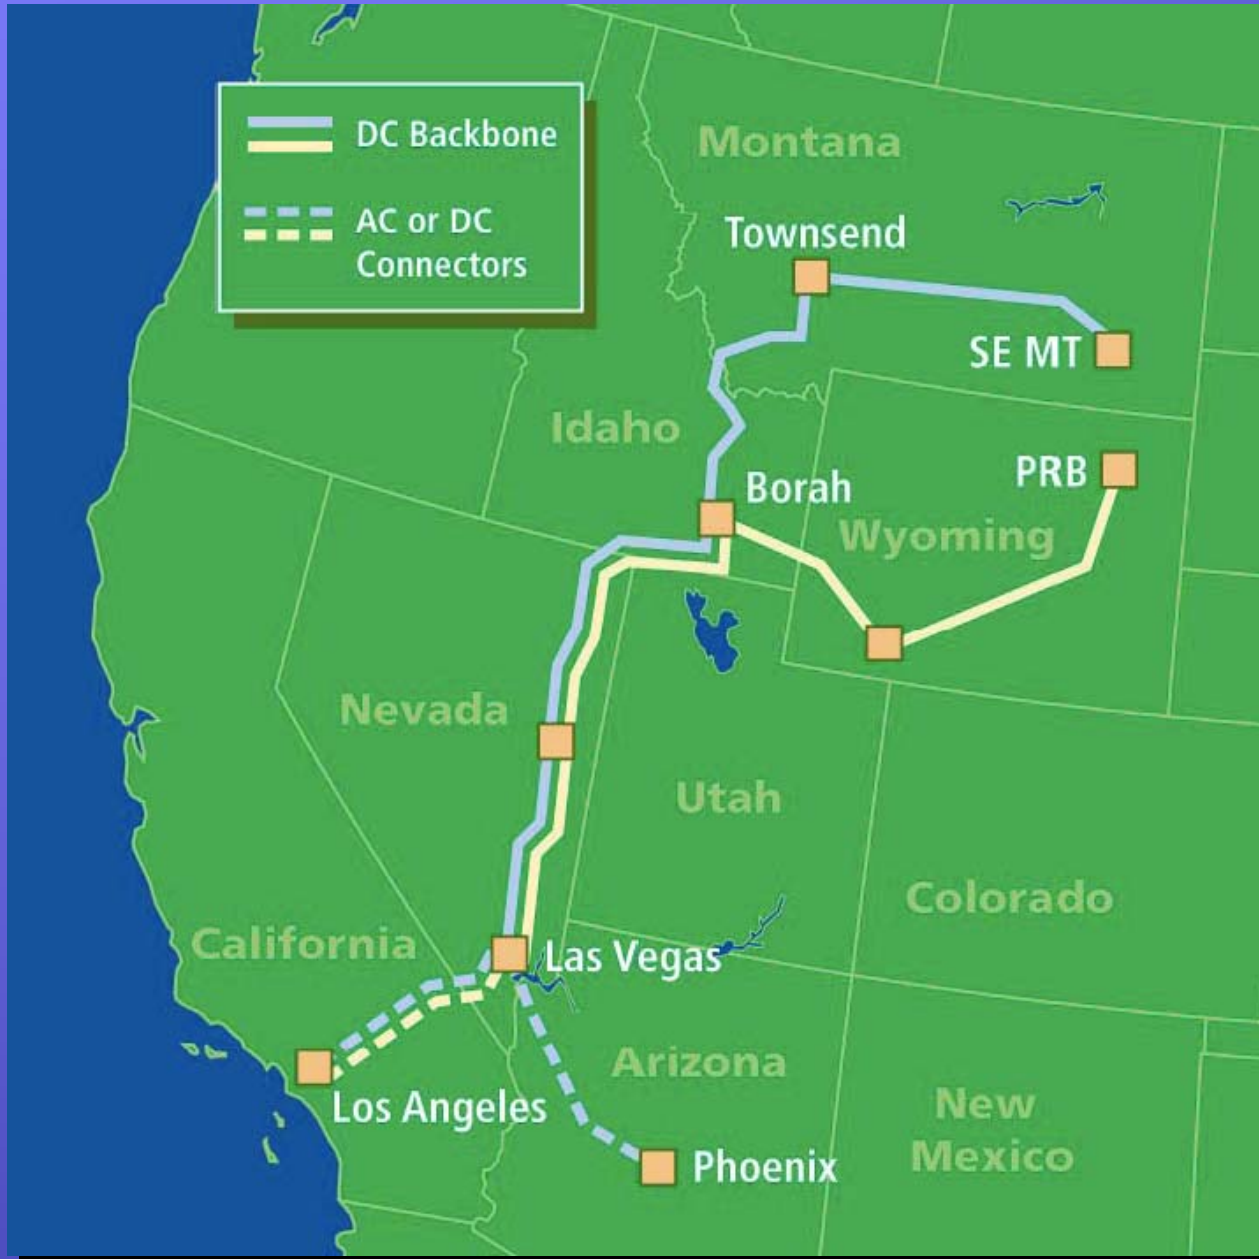 DC Backbone
AC or DC
Connectors
Montana
Townsend
SE MT
Idaho
PRB
Borah
Wyoming
Nevada
Utah
Colorado
California
Las Vegas
Arizona
Los Angeles
New
Mexico
Phoenix